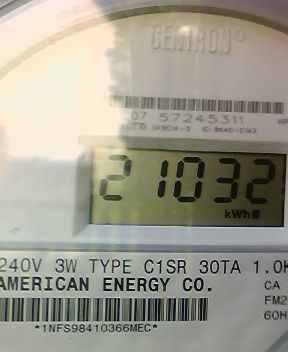 CENTRON®
07 57245311
21032
kWh
240V 3W TYPE C1SR 30TA 1.0K
AMERICAN ENERGY CO.
CA
FM2
60H
*1NFS98410366MEC*